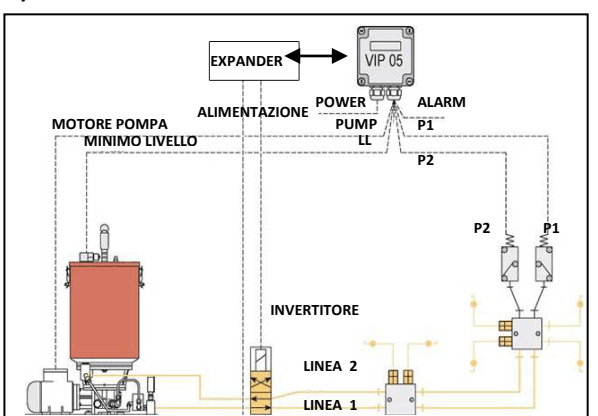 EXPANDER
VIP 05
ALIMENTAZIONE
POWER
ALARM
MOTORE POMPA
PUMP
P1
MINIMO LIVELLO
LL
P2
P2
P1
INVERTITORE
LINEA 2
LINEA 1